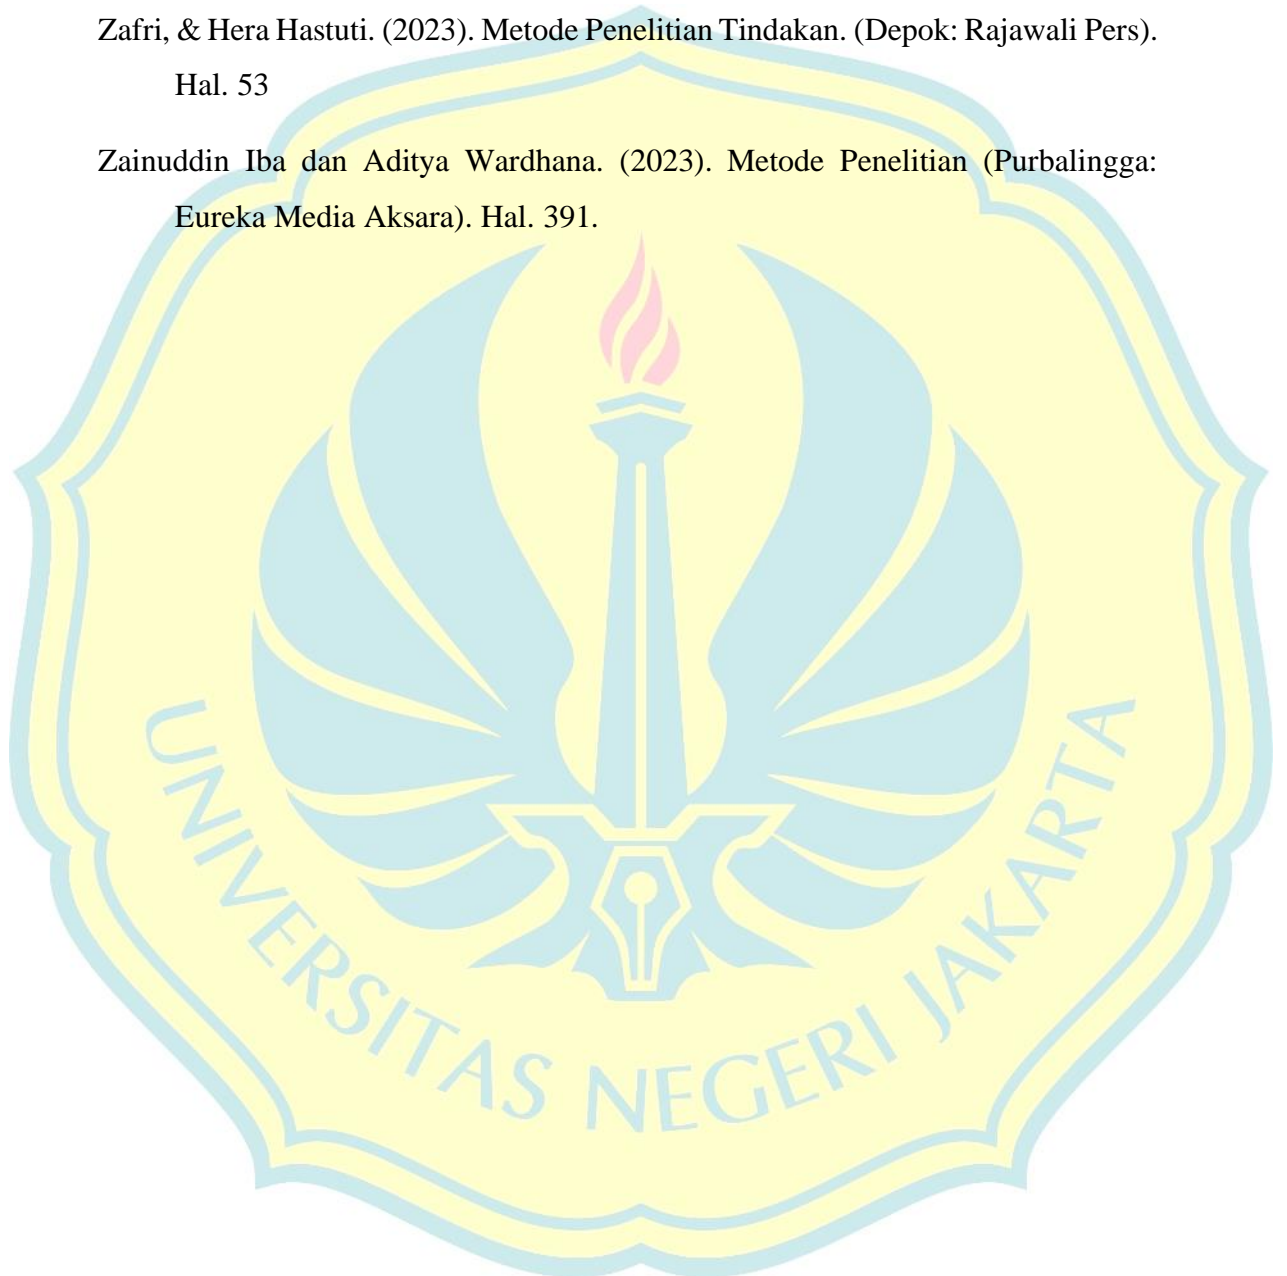 Zafri, & Hera Hastuti. (2023). Metode Penelitian Tindakan. (Depok: Rajawali Pers).
Hal. 53
Zainuddin Iba dan Aditya Wardhana. (2023). Metode Penelitian (Purbalingga:
Eureka Media Aksara). Hal. 391.
UNIVERSITAS NEGERI JAKARTA